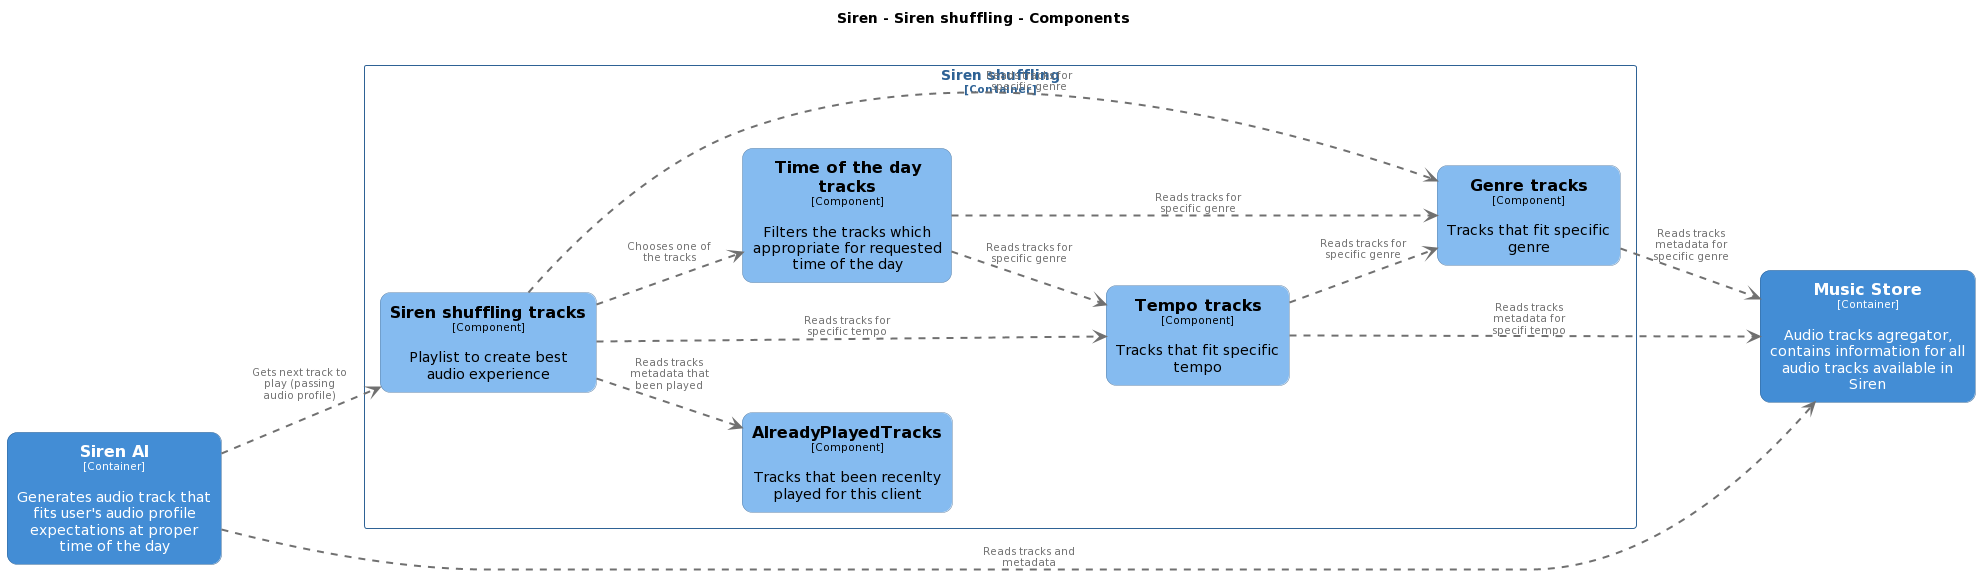 Siren - Siren shuffling - Components
Siren shuffling
[Container]
Reads tracks for
specific genre
Time of the day
tracks
[Component]
Filters the tracks which
appropriate for requested
time of the day
Genre tracks
[Component]
Tracks that fit specific
genre
Reads tracks for
specific genre
Chooses one of
the tracks
Reads tracks for
specific genre
Reads tracks for
specific genre
Reads tracks
metadata for
specific genre
Siren shuffling tracks
[Component]
Playlist to create best
audio experience
Tempo tracks
[Component]
Tracks that fit specific
tempo
Music Store
[Container]
Audio tracks agregator,
contains information for all
audio tracks available in
Siren
Reads tracks for
specific tempo
Reads tracks
metadata for
specifi tempo
Reads tracks
metadata that
been played
Gets next track to
play (passing
audio profile)
AlreadyPlayedTracks
[Component]
Tracks that been recenlty
played for this client
Siren AI
[Container]
Generates audio track that
fits user's audio profile
expectations at proper
time of the day
Reads tracks and
metadata